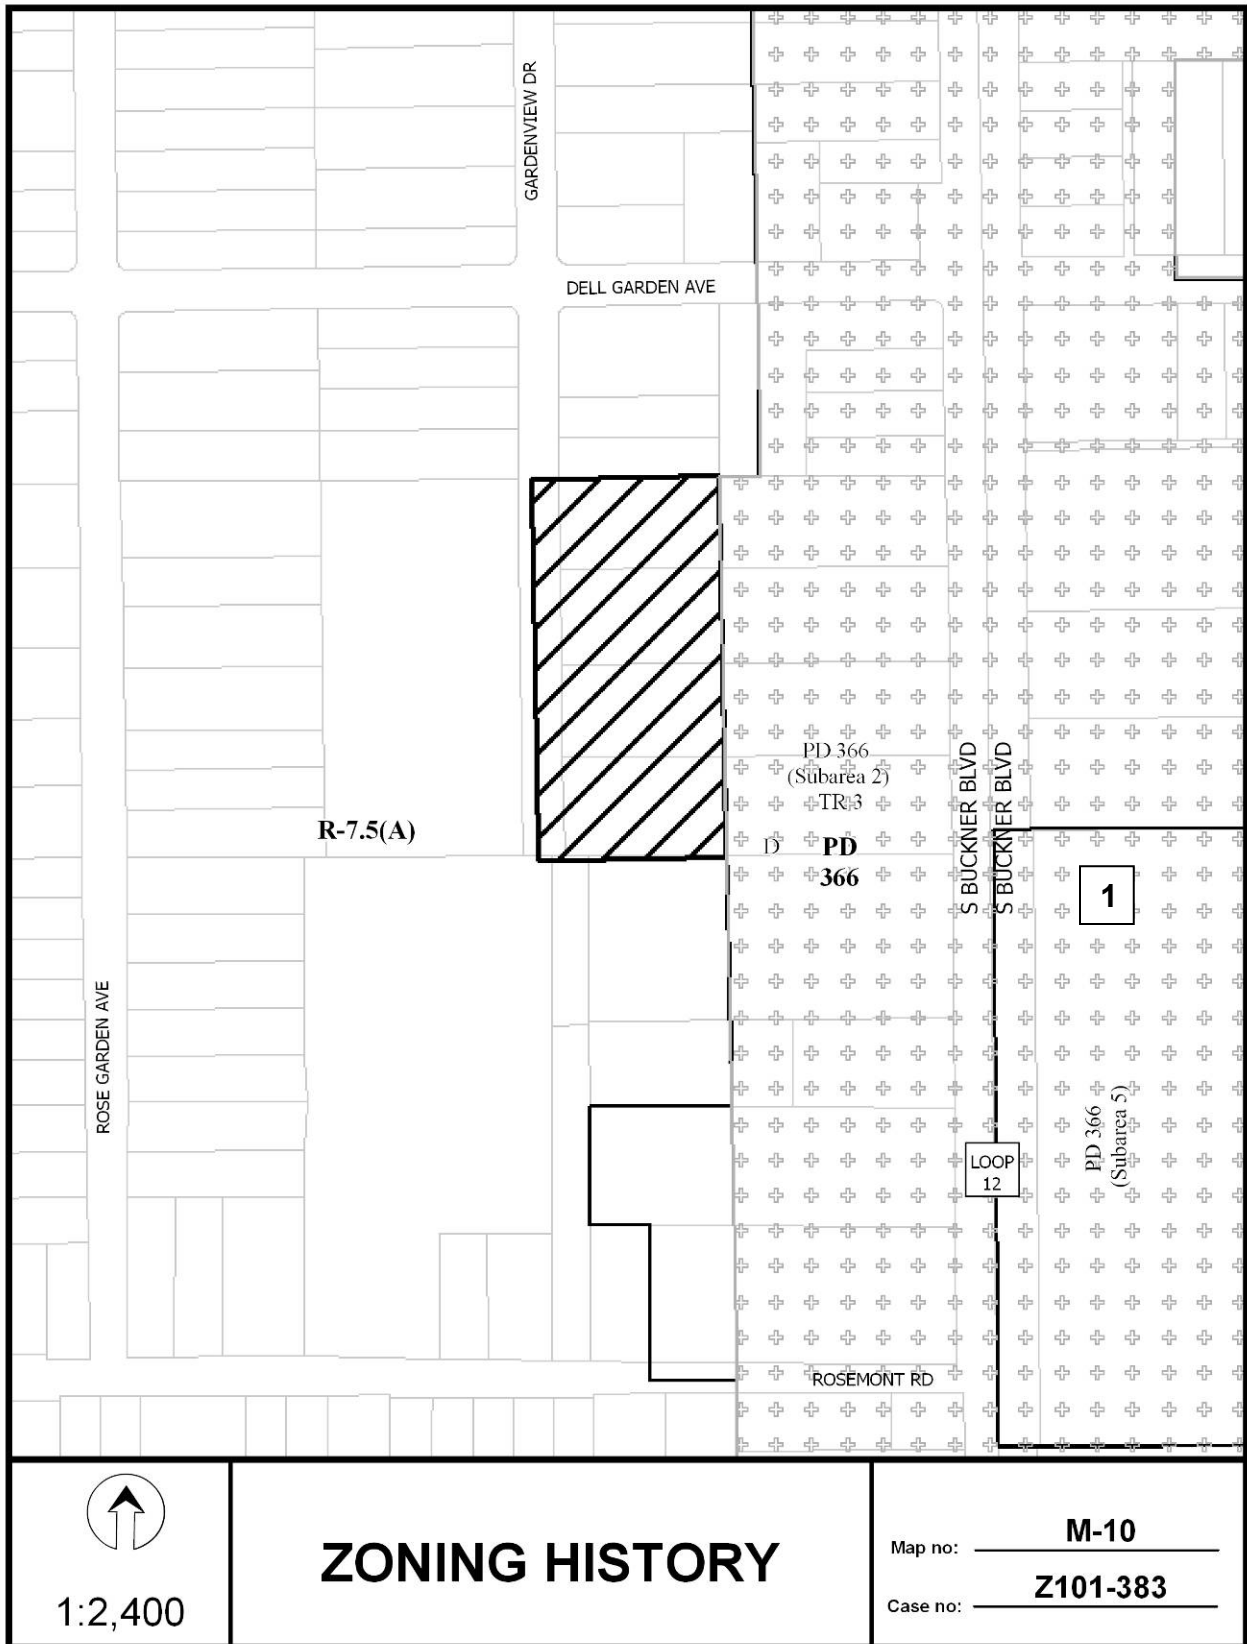 GARDENVIEW DR
DELL GARDEN AVE
PD 366
(Subarea 2)
TR 3
S BUCKNER BLVD
S BUCKNER BLVD
R-7.5(A)
D
PD
366
1
ROSE GARDEN AVE
PD 366
(Subarea 5)
LOOP
12
ROSEMONT RD
1:2,400
ZONING HISTORY
Map no: M-10
Case no: Z101-383